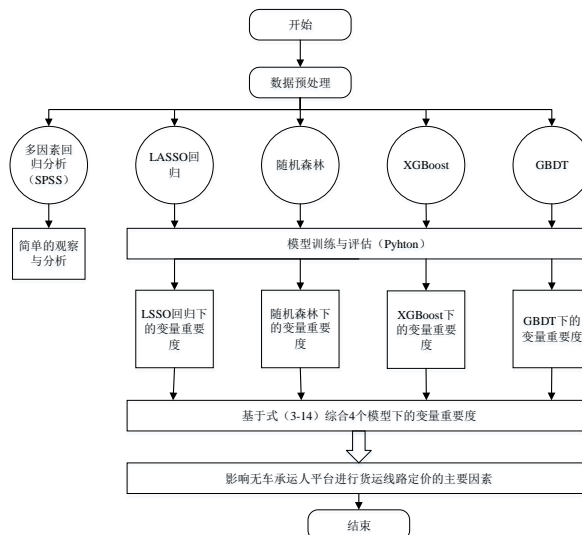 开始
数据预处理
多因素回
归分析
（SPSS）
LASSO回
归
随机森林
XGBoost
GBDT
简单的观察
与分析
模型训练与评估（Pyhton）
LSSO回归下
的变量重要
度
随机森林下
的变量重要
度
XGBoost下
的变量重要
度
GBDT下的
变量重要度
基于式（3-14）综合4个模型下的变量重要度
影响无车承运人平台进行货运线路定价的主要因素
结束